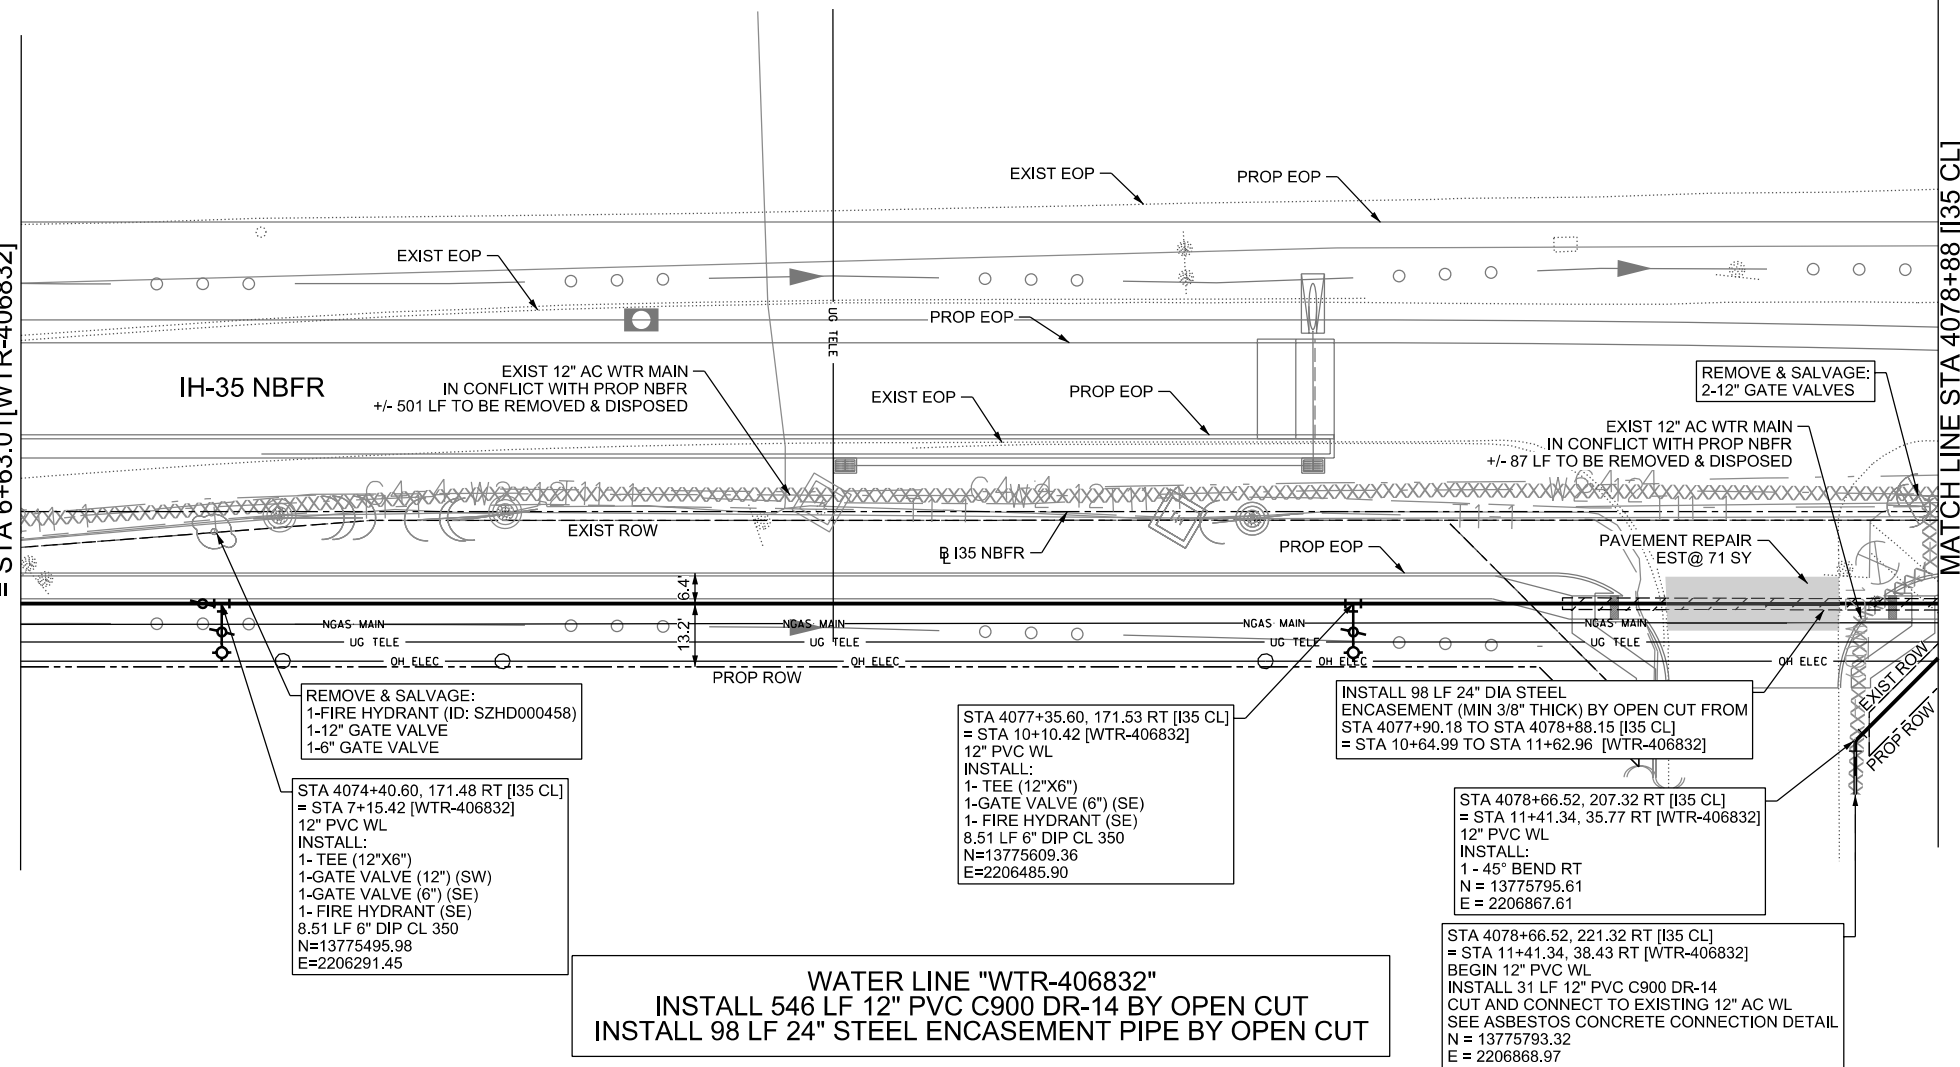 = STA 6+63.01[WTR-406832]
MATCH LINE STA 4078+88 [I35 CL]
EXIST EOP
PROP EOP
EXIST EOP
PROP EOP
UG TELE
IH-35 NBFR
EXIST 12" AC WTR MAIN
IN CONFLICT WITH PROP NBFR
+/- 501 LF TO BE REMOVED & DISPOSED
EXIST EOP
PROP EOP
REMOVE & SALVAGE:
2-12" GATE VALVES
EXIST 12" AC WTR MAIN
IN CONFLICT WITH PROP NBFR
+/- 87 LF TO BE REMOVED & DISPOSED
EXIST ROW
BL I35 NBFR
PROP EOP
PAVEMENT REPAIR
EST@ 71 SY
6.4'
13.2'
NGAS MAIN
NGAS MAIN
NGAS MAIN
NGAS MAIN
UG TELE
UG TELE
UG TELE
UG TELE
OH ELEC
OH ELEC
OH ELEC
OH ELEC
PROP ROW
EXIST ROW
PROP ROW
REMOVE & SALVAGE:
1-FIRE HYDRANT (ID: SZHD000458)
1-12" GATE VALVE
1-6" GATE VALVE
STA 4074+40.60, 171.48 RT [I35 CL]
= STA 7+15.42 [WTR-406832]
12" PVC WL
INSTALL:
1- TEE (12"X6")
1-GATE VALVE (12") (SW)
1-GATE VALVE (6") (SE)
1- FIRE HYDRANT (SE)
8.51 LF 6" DIP CL 350
N=13775495.98
E=2206291.45
STA 4077+35.60, 171.53 RT [I35 CL]
= STA 10+10.42 [WTR-406832]
12" PVC WL
INSTALL:
1- TEE (12"X6")
1-GATE VALVE (6") (SE)
1- FIRE HYDRANT (SE)
8.51 LF 6" DIP CL 350
N=13775609.36
E=2206485.90
INSTALL 98 LF 24" DIA STEEL
ENCASEMENT (MIN 3/8" THICK) BY OPEN CUT FROM
STA 4077+90.18 TO STA 4078+88.15 [I35 CL]
= STA 10+64.99 TO STA 11+62.96 [WTR-406832]
STA 4078+66.52, 207.32 RT [I35 CL]
= STA 11+41.34, 35.77 RT [WTR-406832]
12" PVC WL
INSTALL:
1 - 45° BEND RT
N = 13775795.61
E = 2206867.61
STA 4078+66.52, 221.32 RT [I35 CL]
= STA 11+41.34, 38.43 RT [WTR-406832]
BEGIN 12" PVC WL
INSTALL 31 LF 12" PVC C900 DR-14
CUT AND CONNECT TO EXISTING 12" AC WL
SEE ASBESTOS CONCRETE CONNECTION DETAIL
N = 13775793.32
E = 2206868.97
WATER LINE "WTR-406832"
INSTALL 546 LF 12" PVC C900 DR-14 BY OPEN CUT
INSTALL 98 LF 24" STEEL ENCASEMENT PIPE BY OPEN CUT